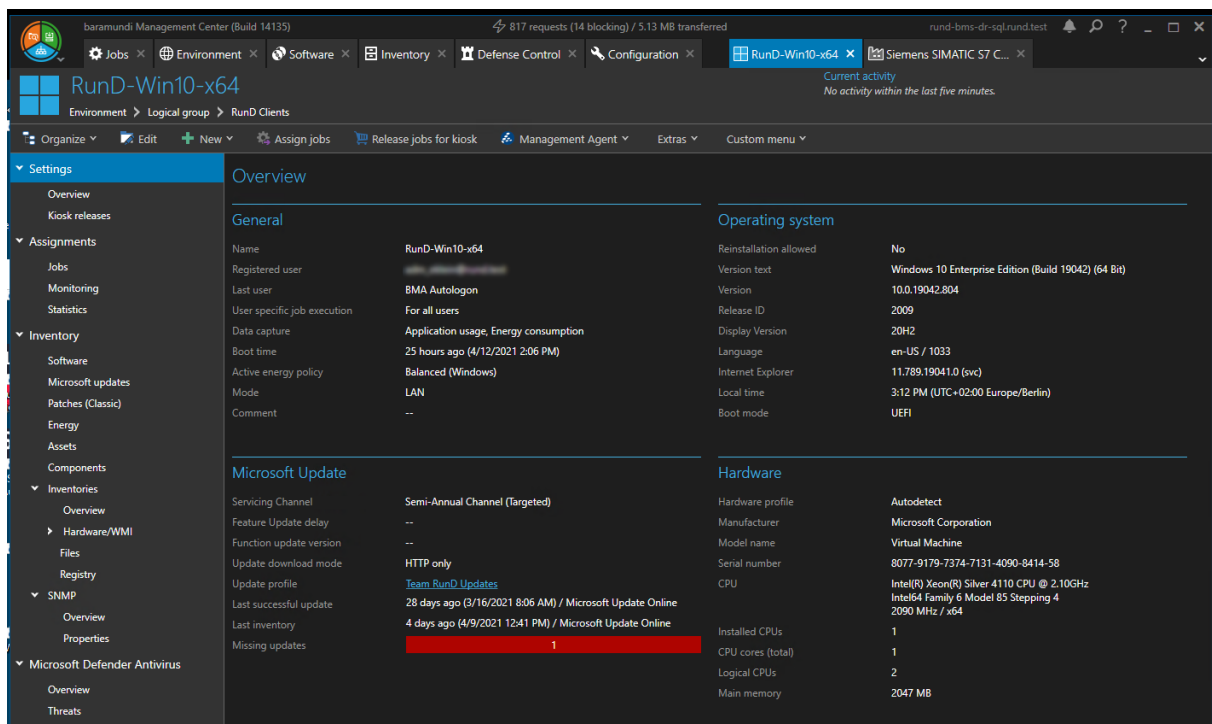 baramundi Management Center (Build 14135)
817 requests (14 blocking) / 5.13 MB transferred
rund-bms-dr-sql.rund.test
Jobs
Environment
Software
Inventory
Defense Control
Configuration
RunD-Win10-x64
Siemens SIMATIC S7 C...
RunD-Win10-x64
Environment > Logical group > RunD Clients
Current activity
No activity within the last five minutes.
Organize
Edit
New
Assign jobs
Release jobs for kiosk
Management Agent
Extras
Custom menu
Settings
Overview
Kiosk releases
Assignments
Jobs
Monitoring
Statistics
Inventory
Software
Microsoft updates
Patches (Classic)
Energy
Assets
Components
Inventories
Overview
Hardware/WMI
Files
Registry
SNMP
Overview
Properties
Microsoft Defender Antivirus
Overview
Threats
Overview
General
Name RunD-Win10-x64
Registered user
Last user BMA Autologon
User specific job execution For all users
Data capture Application usage, Energy consumption
Boot time 25 hours ago (4/12/2021 2:06 PM)
Active energy policy Balanced (Windows)
Mode LAN
Comment --
Operating system
Reinstallation allowed No
Version text Windows 10 Enterprise Edition (Build 19042) (64 Bit)
Version 10.0.19042.804
Release ID 2009
Display Version 20H2
Language en-US / 1033
Internet Explorer 11.789.19041.0 (svc)
Local time 3:12 PM (UTC+02:00 Europe/Berlin)
Boot mode UEFI
Microsoft Update
Servicing Channel Semi-Annual Channel (Targeted)
Feature Update delay --
Function update version --
Update download mode HTTP only
Update profile Team RunD Updates
Last successful update 28 days ago (3/16/2021 8:06 AM) / Microsoft Update Online
Last inventory 4 days ago (4/9/2021 12:41 PM) / Microsoft Update Online
Missing updates 1
Hardware
Hardware profile Autodetect
Manufacturer Microsoft Corporation
Model name Virtual Machine
Serial number 8077-9179-7374-7131-4090-8414-58
CPU Intel(R) Xeon(R) Silver 4110 CPU @ 2.10GHz
Intel64 Family 6 Model 85 Stepping 4
2090 MHz / x64
Installed CPUs 1
CPU cores (total) 1
Logical CPUs 2
Main memory 2047 MB